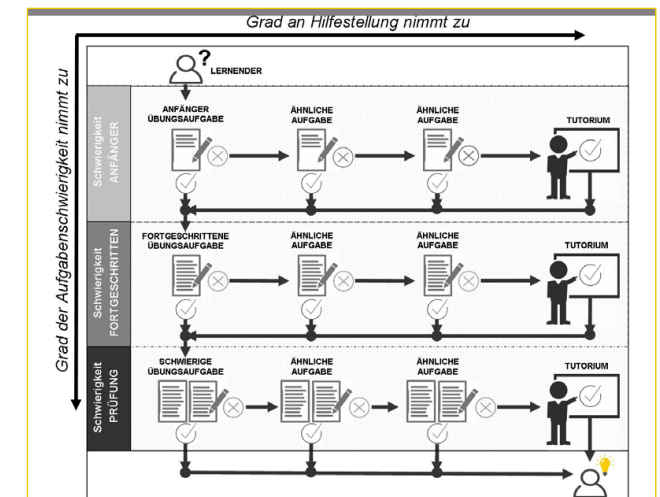 Grad an Hilfestellung nimmt zu
Grad der Aufgabenschwierigkeit nimmt zu
?
LERNENDER
Schwierigkeit
ANFÄNGER
ANFÄNGER
ÜBUNGSAUFGABE
ÄHNLICHE
AUFGABE
ÄHNLICHE
AUFGABE
TUTORIUM
Schwierigkeit
FORTGESCHRITTEN
FORTGESCHRITTENE
ÜBUNGSAUFGABE
ÄHNLICHE
AUFGABE
ÄHNLICHE
AUFGABE
TUTORIUM
Schwierigkeit
PRÜFUNG
SCHWIERIGE
ÜBUNGSAUFGABE
ÄHNLICHE
AUFGABE
ÄHNLICHE
AUFGABE
TUTORIUM